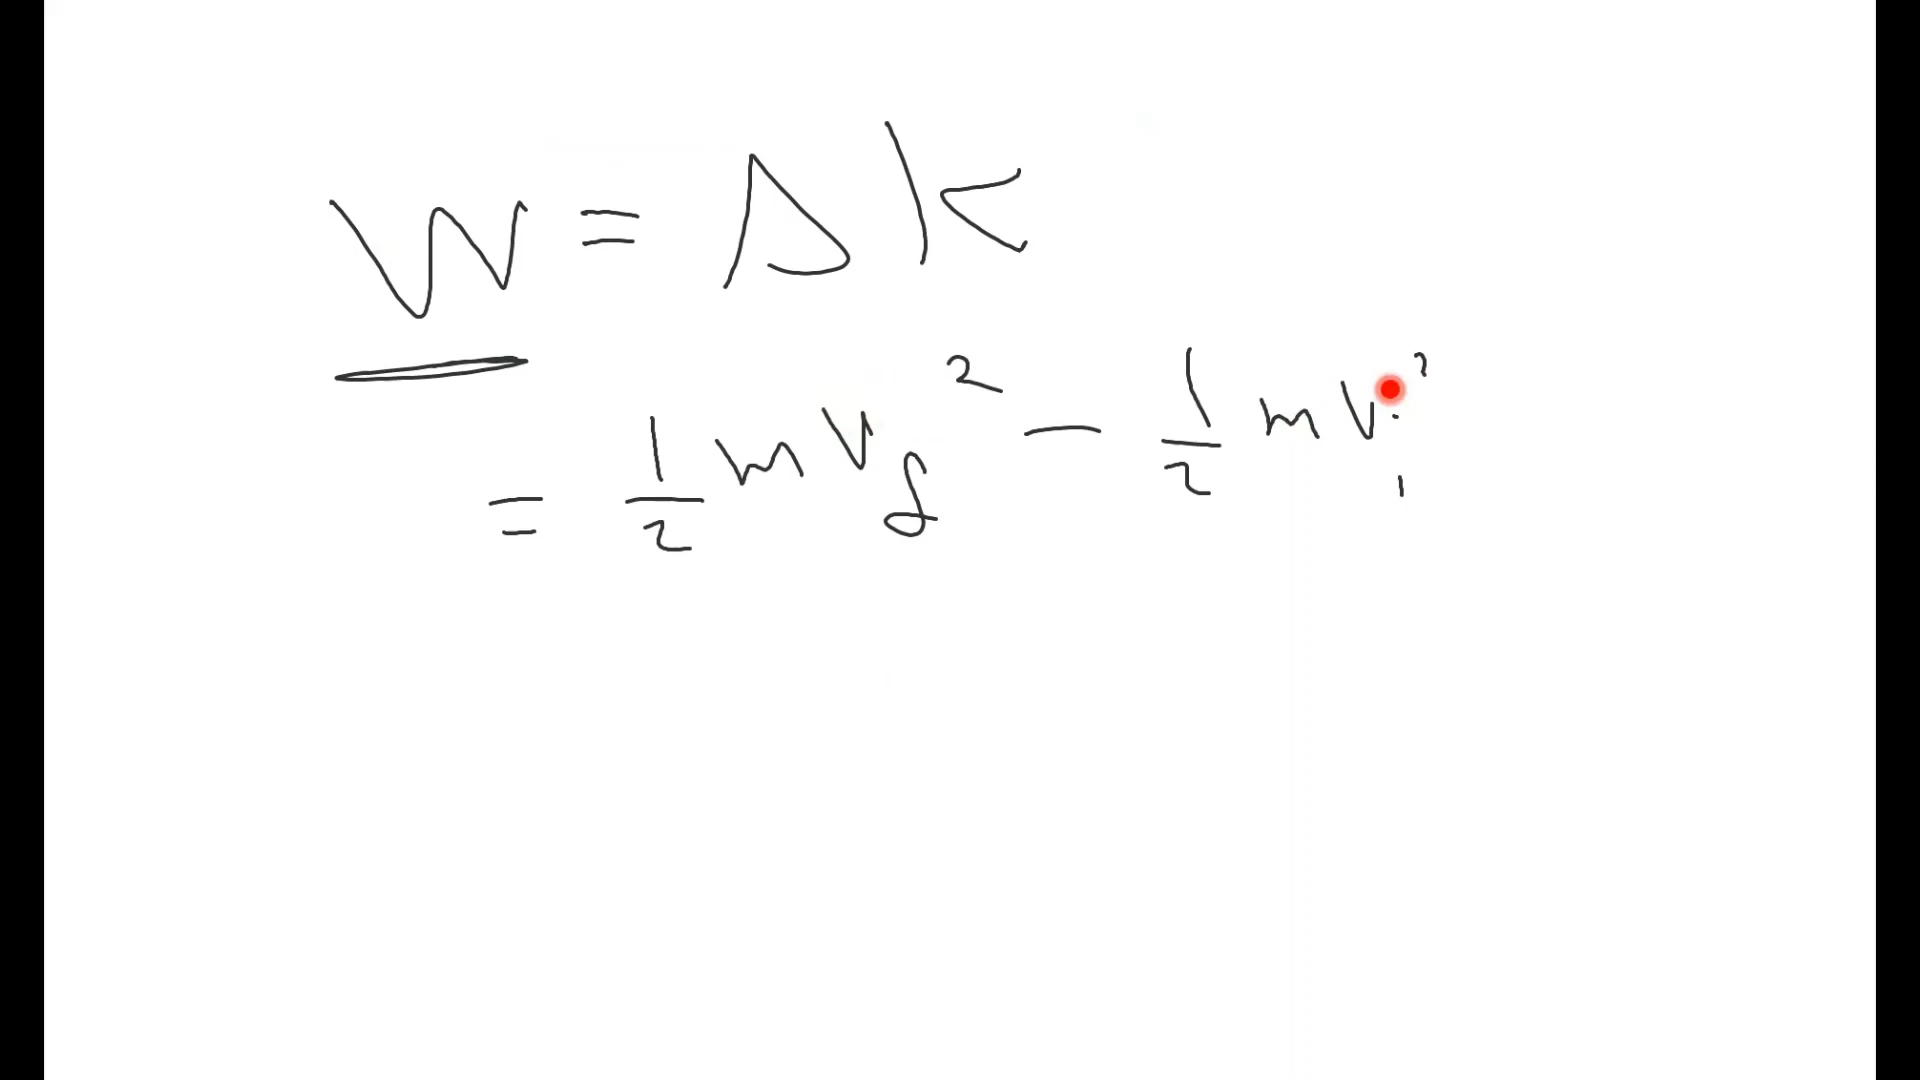 W = ΔK
= 1/2 mv_f^2 - 1/2 mv_i^2